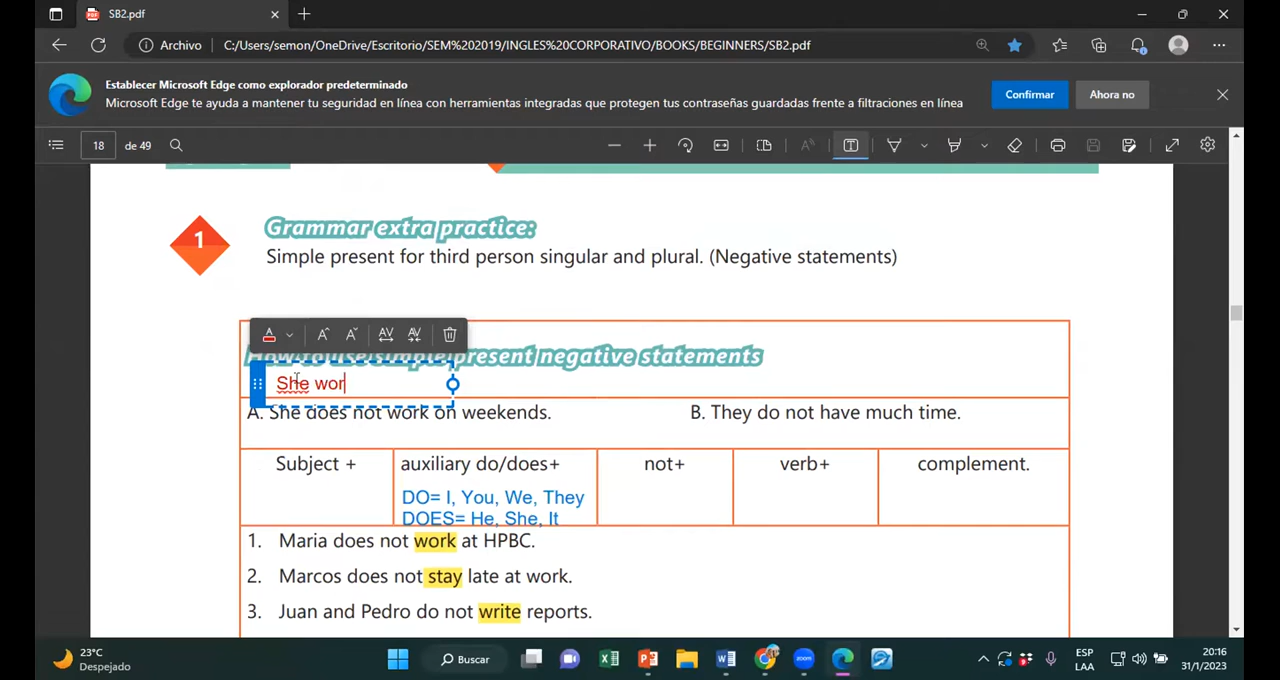 SB2.pdf
Archivo
C:/Users/semon/OneDrive/Escritorio/SEM%202019/INGLES%20CORPORATIVO/BOOKS/BEGINNERS/SB2.pdf
Establecer Microsoft Edge como explorador predeterminado
Microsoft Edge te ayuda a mantener tu seguridad en línea con herramientas integradas que protegen tus contraseñas guardadas frente a filtraciones en línea
Confirmar
Ahora no
18 de 49
1
Grammar extra practice:
Simple present for third person singular and plural. (Negative statements)
How to use simple present negative statements
She wor
A. She does not work on weekends. B. They do not have much time.
Subject + auxiliary do/does+ not+ verb+ complement.
DO= I, You, We, They
DOES= He, She, It
1. Maria does not work at HPBC.
2. Marcos does not stay late at work.
3. Juan and Pedro do not write reports.
23°C
Despejado
Buscar
ESP
LAA
20:16
31/1/2023